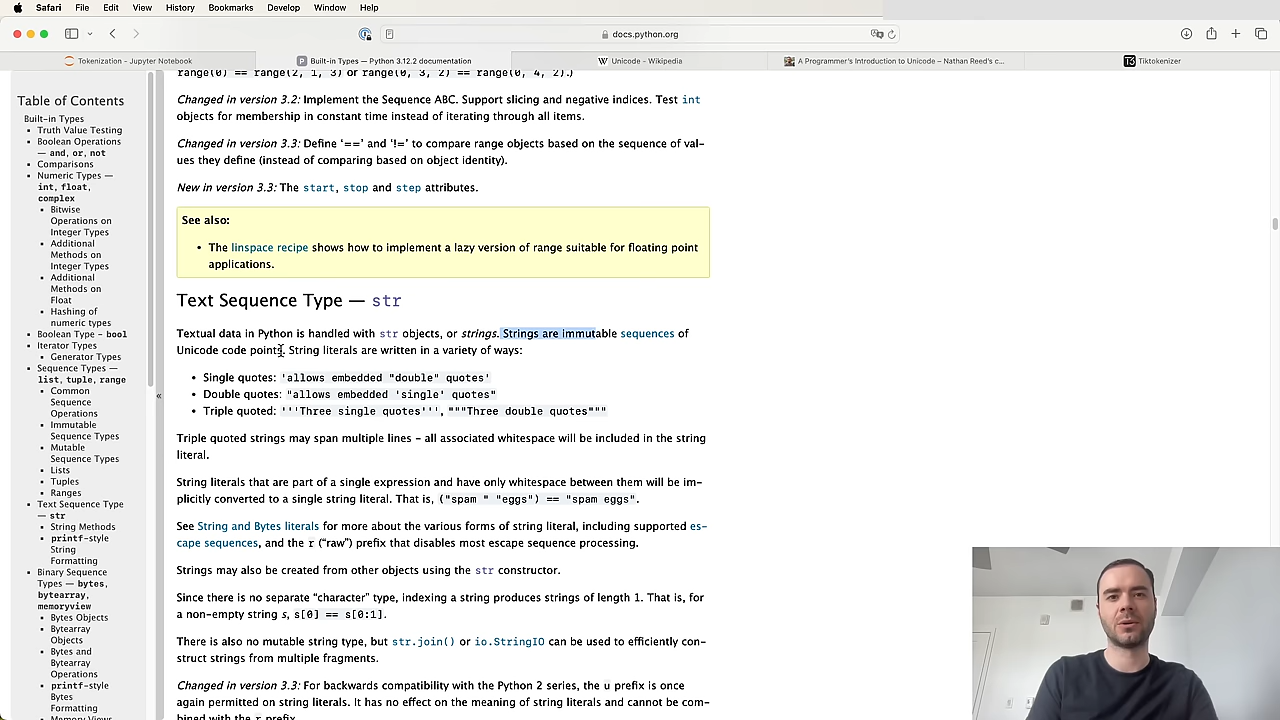 Safari File Edit View History Bookmarks Develop Window Help
docs.python.org
Tokenization – Jupyter Notebook
Built-in Types — Python 3.12.2 documentation
Unicode – Wikipedia
A Programmer's Introduction to Unicode – Nathan Reed's c...
Tiktokenizer
Table of Contents
Built-in Types
• Truth Value Testing
• Boolean Operations
— and, or, not
• Comparisons
• Numeric Types —
int, float,
complex
• Bitwise
Operations on
Integer Types
• Additional
Methods on
Integer Types
• Additional
Methods on
Float
• Hashing of
numeric types
• Boolean Type - bool
• Iterator Types
• Generator Types
• Sequence Types —
list, tuple, range
• Common
Sequence
Operations
• Immutable
Sequence Types
• Mutable
Sequence Types
• Lists
• Tuples
• Ranges
• Text Sequence Type
— str
• String Methods
• printf-style
String
Formatting
• Binary Sequence
Types — bytes,
bytearray,
memoryview
• Bytes Objects
• Bytearray
Objects
• Bytes and
Bytearray
Operations
• printf-style
Bytes
Formatting
• Memory Views
«
range(0) == range(2, 1, 3) or range(0, 3, 2) == range(0, 4, 2).)
Changed in version 3.2: Implement the Sequence ABC. Support slicing and negative indices. Test int
objects for membership in constant time instead of iterating through all items.
Changed in version 3.3: Define '==' and '!=' to compare range objects based on the sequence of val-
ues they define (instead of comparing based on object identity).
New in version 3.3: The start, stop and step attributes.
See also:
• The linspace recipe shows how to implement a lazy version of range suitable for floating point
applications.
Text Sequence Type — str
Textual data in Python is handled with str objects, or strings. Strings are immutable sequences of
Unicode code points. String literals are written in a variety of ways:
• Single quotes: 'allows embedded "double" quotes'
• Double quotes: "allows embedded 'single' quotes"
• Triple quoted: '''Three single quotes''', """Three double quotes"""
Triple quoted strings may span multiple lines – all associated whitespace will be included in the string
literal.
String literals that are part of a single expression and have only whitespace between them will be im-
plicitly converted to a single string literal. That is, ("spam " "eggs") == "spam eggs".
See String and Bytes literals for more about the various forms of string literal, including supported es-
cape sequences, and the r ("raw") prefix that disables most escape sequence processing.
Strings may also be created from other objects using the str constructor.
Since there is no separate "character" type, indexing a string produces strings of length 1. That is, for
a non-empty string s, s[0] == s[0:1].
There is also no mutable string type, but str.join() or io.StringIO can be used to efficiently con-
struct strings from multiple fragments.
Changed in version 3.3: For backwards compatibility with the Python 2 series, the u prefix is once
again permitted on string literals. It has no effect on the meaning of string literals and cannot be com-
bined with the r prefix.